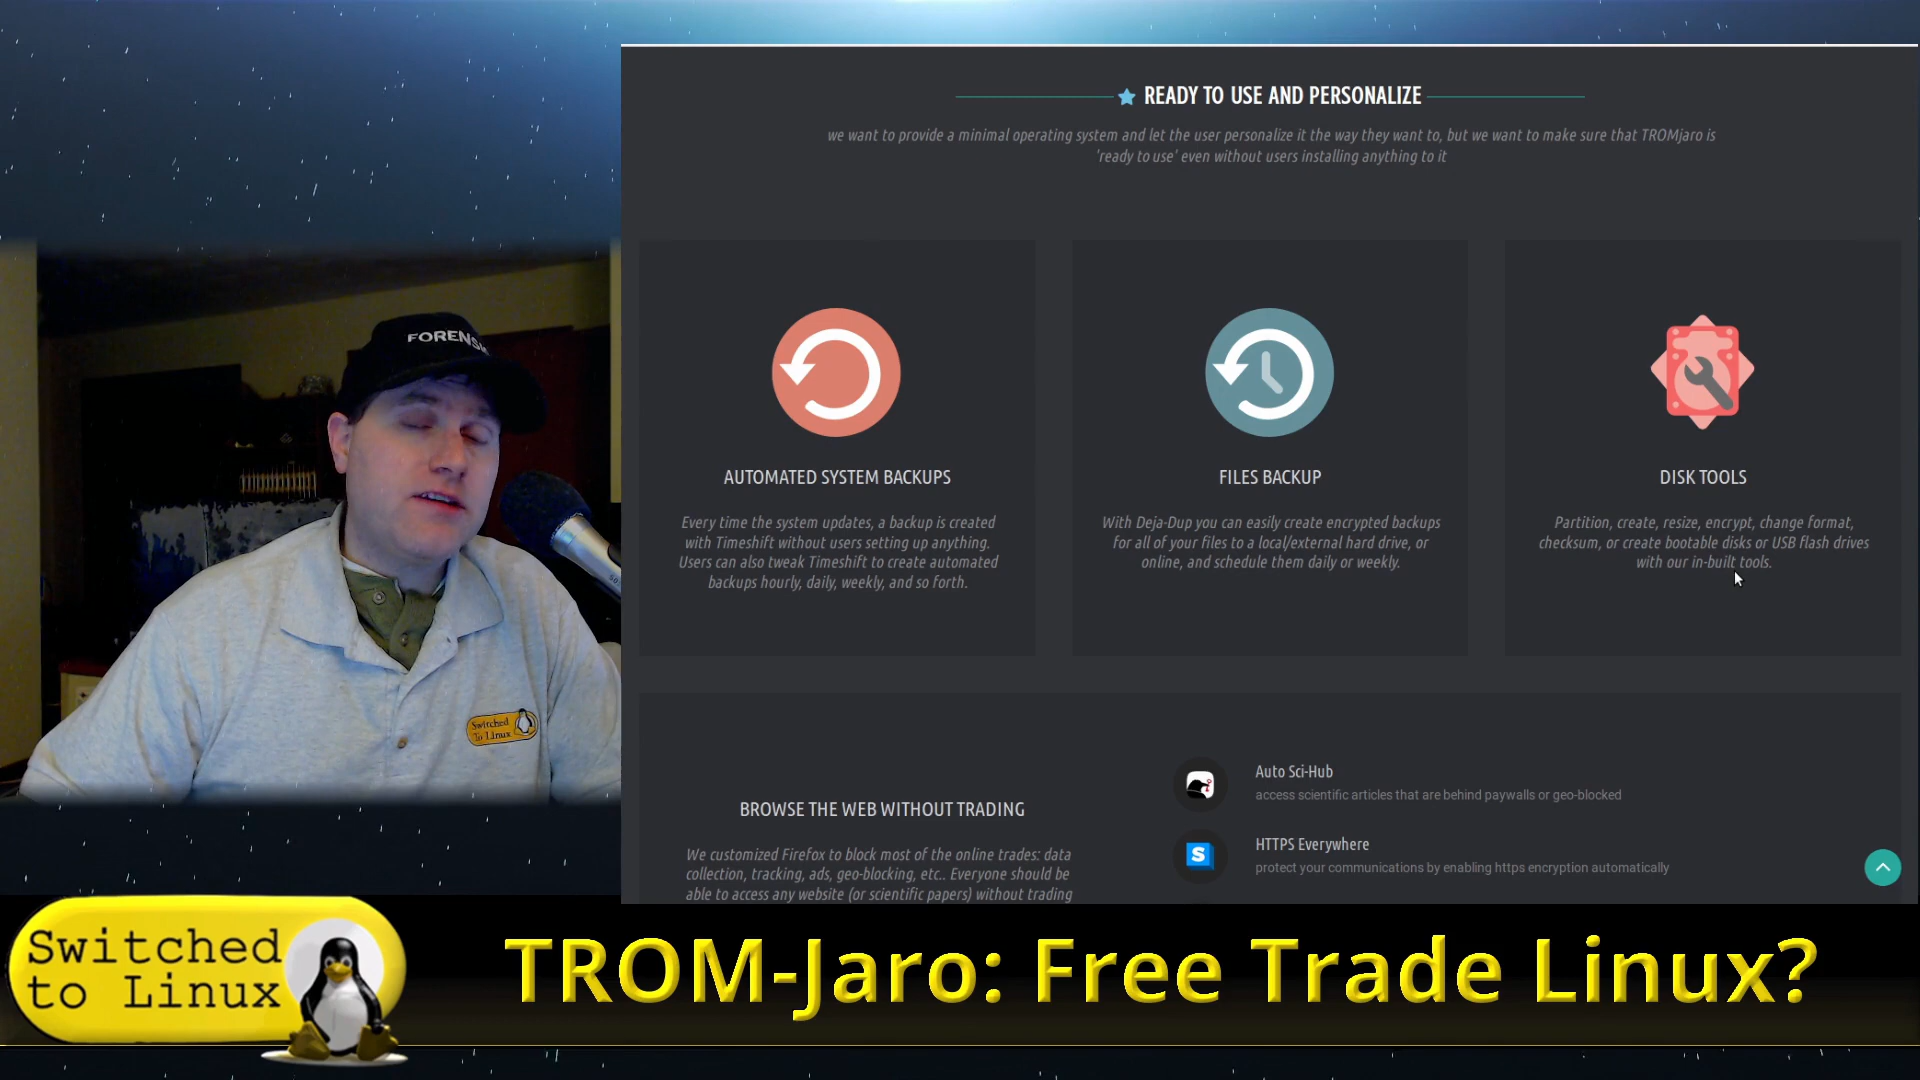 READY TO USE AND PERSONALIZE
we want to provide a minimal operating system and let the user personalize it the way they want to, but we want to make sure that TROMjaro is
'ready to use' even without users installing anything to it
AUTOMATED SYSTEM BACKUPS
Every time the system updates, a backup is created
with Timeshift without users setting up anything.
Users can also tweak Timeshift to create automated
backups hourly, daily, weekly, and so forth.
FILES BACKUP
With Deja-Dup you can easily create encrypted backups
for all of your files to a local/external hard drive, or
online, and schedule them daily or weekly.
DISK TOOLS
Partition, create, resize, encrypt, change format,
checksum, or create bootable disks or USB flash drives
with our in-built tools.
BROWSE THE WEB WITHOUT TRADING
We customized Firefox to block most of the online trades: data
collection, tracking, ads, geo-blocking, etc.. Everyone should be
able to access any website (or scientific papers) without trading
Auto Sci-Hub
access scientific articles that are behind paywalls or geo-blocked
S
HTTPS Everywhere
protect your communications by enabling https encryption automatically
FORENS
Switched
To Linux
Switched
to Linux
TROM-Jaro: Free Trade Linux?